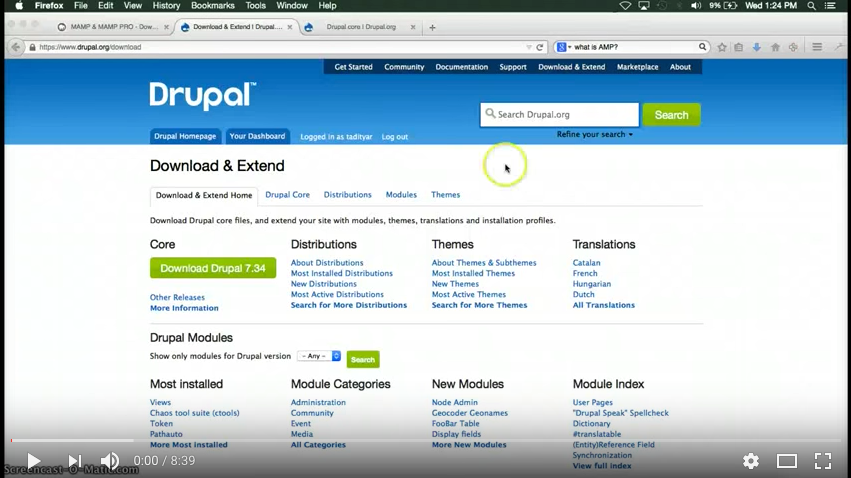 Firefox File Edit View History Bookmarks Tools Window Help 9% Wed 1:24 PM
MAMP & MAMP PRO - Dow... Download & Extend | Drupal.... Drupal.cons | Drupal.org
https://www.drupal.org/download what is AMP?
Get Started Community Documentation Support Download & Extend Marketplace About
Drupal™
Search Drupal.org Search
Refine your search
Drupal Homepage Your Dashboard Logged in as tadityar Log out
Download & Extend
Download & Extend Home Drupal Core Distributions Modules Themes
Download Drupal core files, and extend your site with modules, themes, translations and installation profiles.
Core Distributions Themes Translations
Download Drupal 7.34
About Distributions About Themes & Subthemes Catalan
Most Installed Distributions Most Installed Themes French
New Distributions New Themes Hungarian
Other Releases Most Active Distributions Most Active Themes Dutch
More Information Search for More Distributions Search for More Themes All Translations
Drupal Modules
Show only modules for Drupal version - Any - Search
Most installed Module Categories New Modules Module Index
Views Administration Node Admin User Pages
Chaos tool suite (ctools) Community Geocoder Geonames "Drupal Speak" Spellcheck
Token Event FooBar Table Dictionary
Pathauto Media Display fields #translatable
More Most Installed All Categories More New Modules (Entity)Reference Field
Synchronization
0:00 / 8:39
View full index
Screencast-O-Matic.com